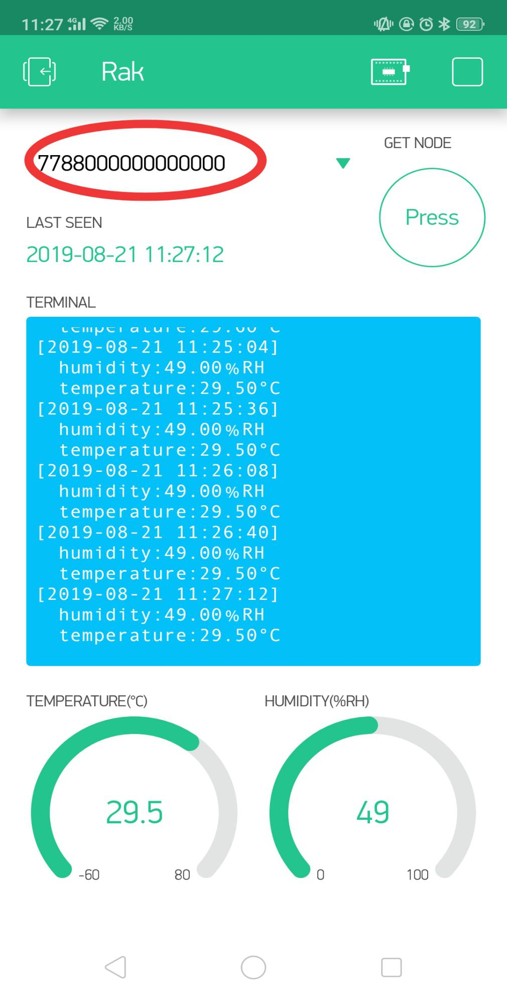 11:27 4G 2.00 KB/S 92
Rak
7788000000000000
GET NODE
Press
LAST SEEN
2019-08-21 11:27:12
TERMINAL
[2019-08-21 11:25:04]
humidity:49.00%RH
temperature:29.50°C
[2019-08-21 11:25:36]
humidity:49.00%RH
temperature:29.50°C
[2019-08-21 11:26:08]
humidity:49.00%RH
temperature:29.50°C
[2019-08-21 11:26:40]
humidity:49.00%RH
temperature:29.50°C
[2019-08-21 11:27:12]
humidity:49.00%RH
temperature:29.50°C
TEMPERATURE(°C) HUMIDITY(%RH)
29.5 49
-60 80 0 100